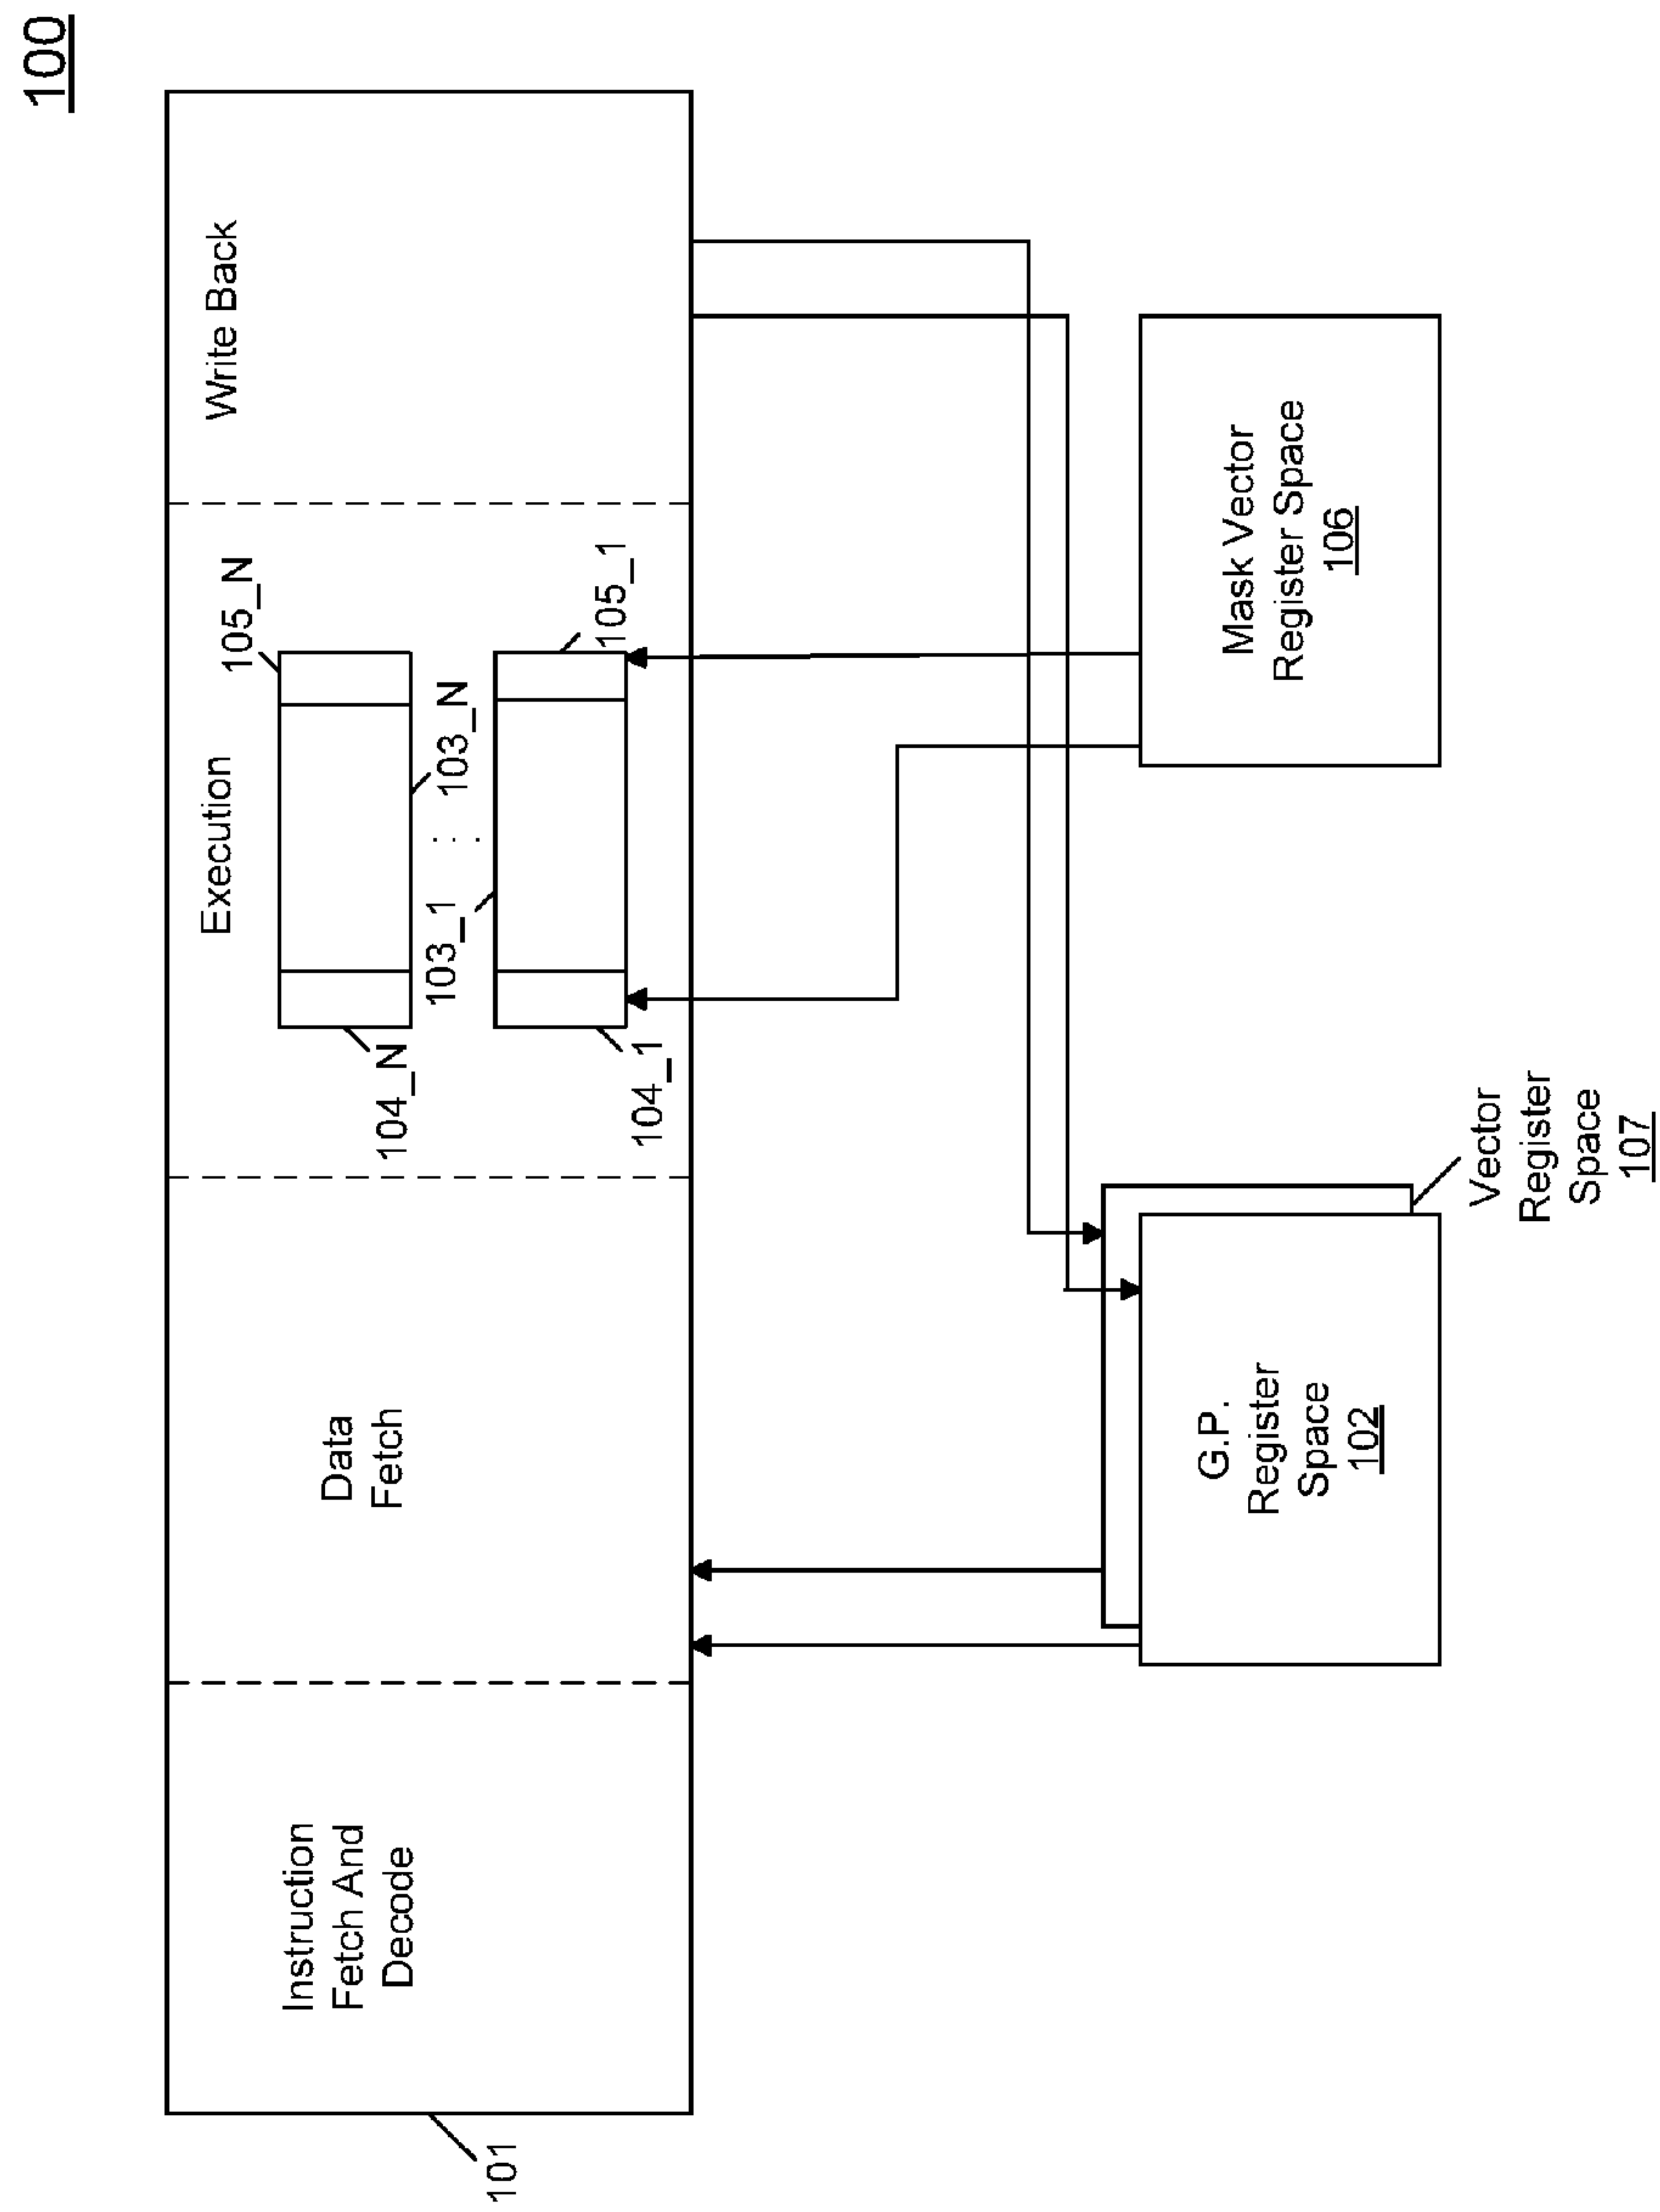 100
101
Instruction
Fetch And
Decode
Data
Fetch
Execution
Write Back
104_N
105_N
103_1
103_N
104_1
105_1
G.P.
Register
Space
102
Vector
Register
Space
107
Mask Vector
Register Space
106